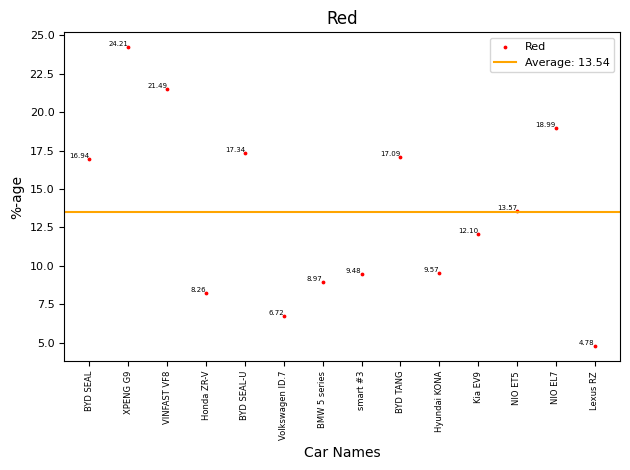 Red
25.0
22.5
20.0
17.5
15.0
12.5
10.0
7.5
5.0
%-age
Red
Average: 13.54
16.94
24.21
21.49
8.26
17.34
6.72
8.97
9.48
17.09
9.57
12.10
13.57
18.99
4.78
BYD SEAL
XPENG G9
VINFAST VF8
Honda ZR-V
BYD SEAL-U
Volkswagen ID.7
BMW 5 series
smart #3
BYD TANG
Hyundai KONA
Kia EV9
NIO ET5
NIO EL7
Lexus RZ
Car Names